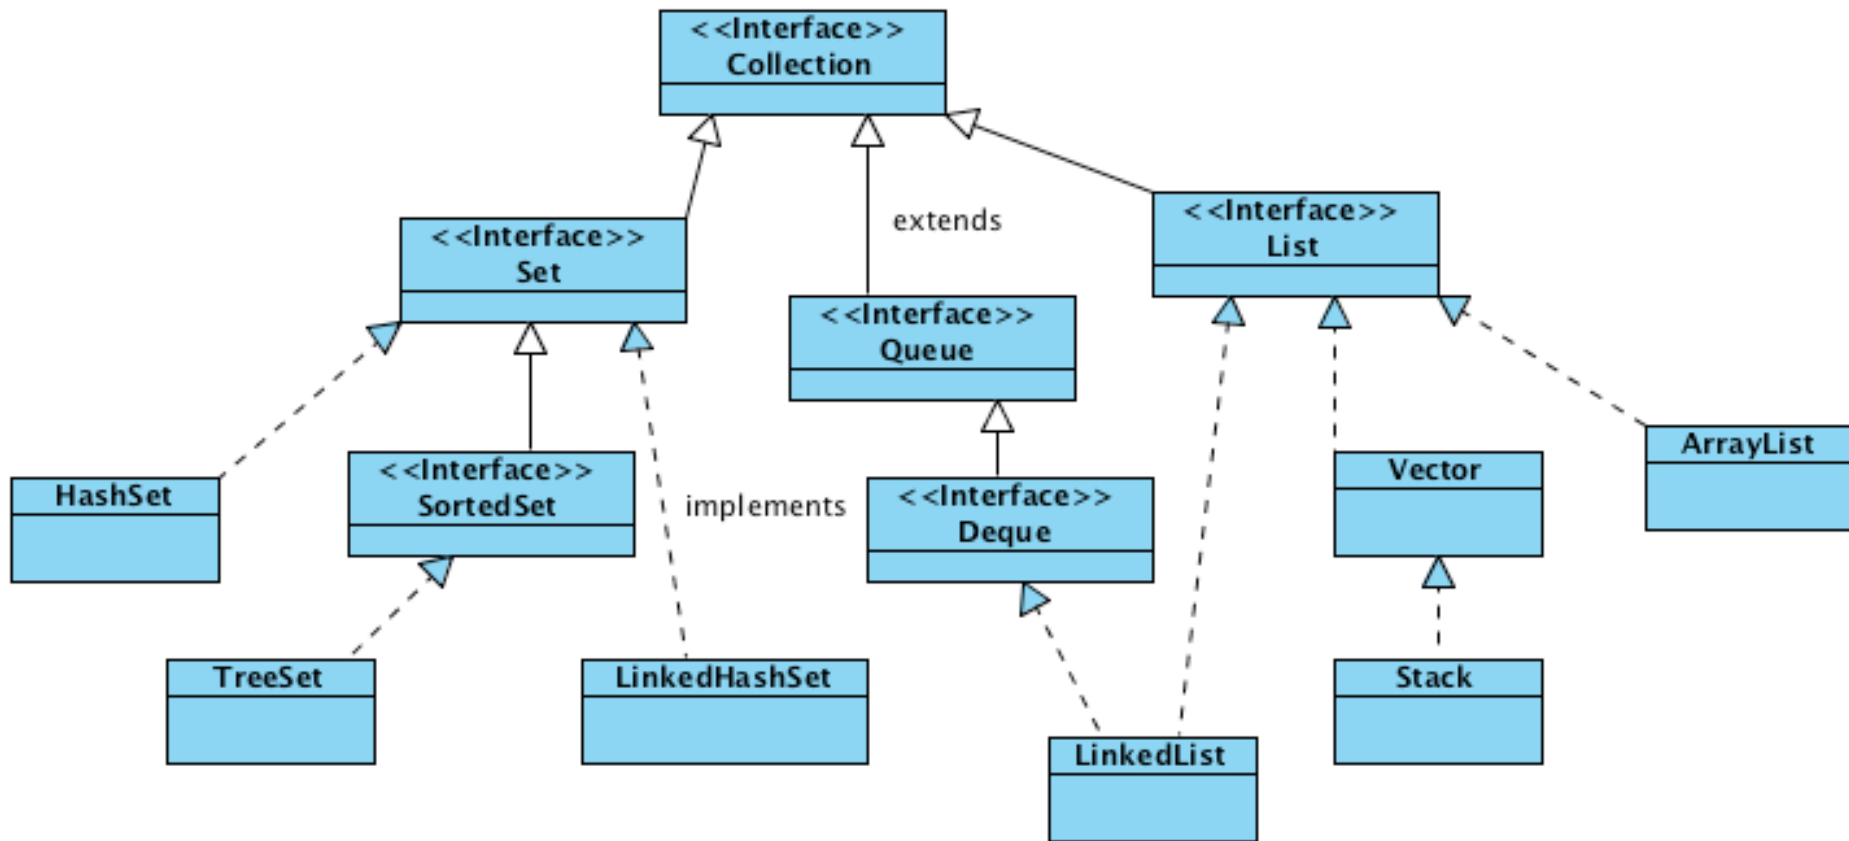 <<Interface>>
Collection
<<Interface>>
Set
extends
<<Interface>>
List
<<Interface>>
Queue
HashSet
<<Interface>>
SortedSet
implements
<<Interface>>
Deque
Vector
ArrayList
TreeSet
LinkedHashSet
LinkedList
Stack